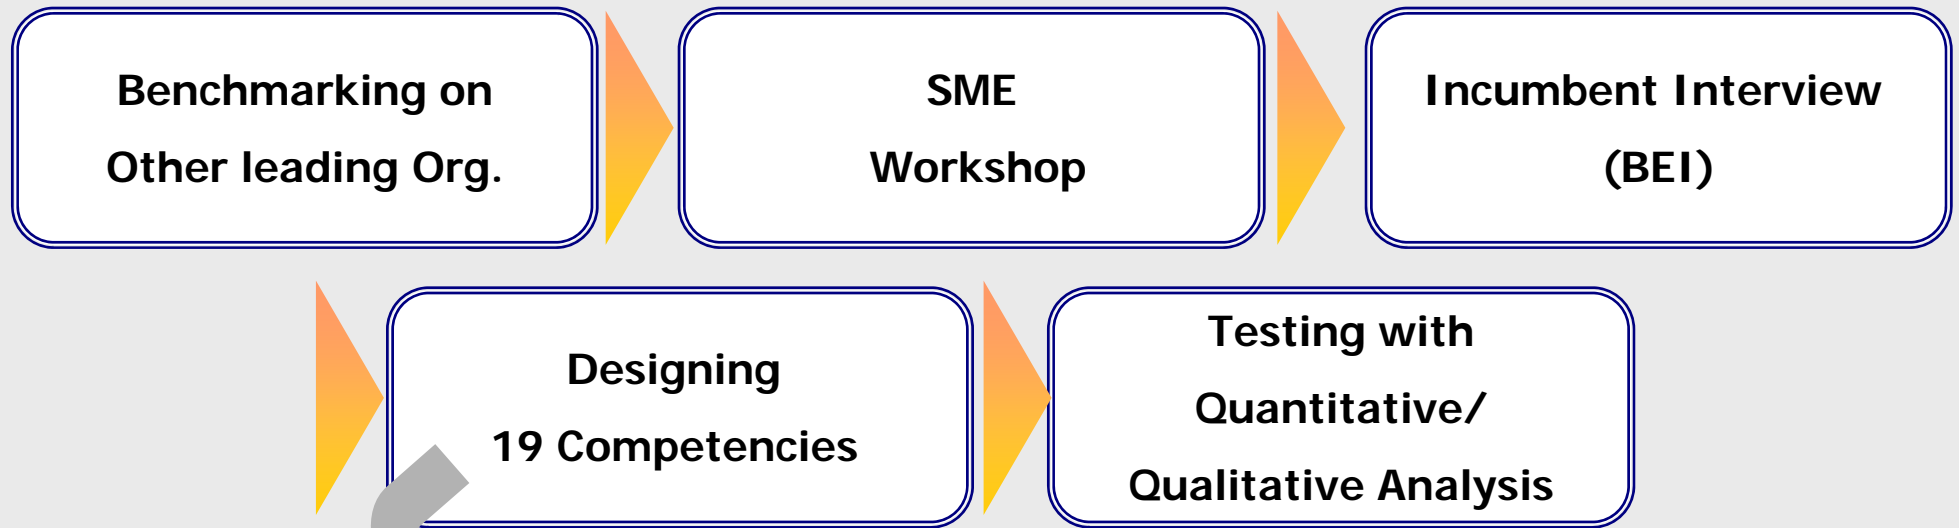 Benchmarking on
Other leading Org.
SME
Workshop
Incumbent Interview
(BEI)
Designing
19 Competencies
Testing with
Quantitative/
Qualitative Analysis